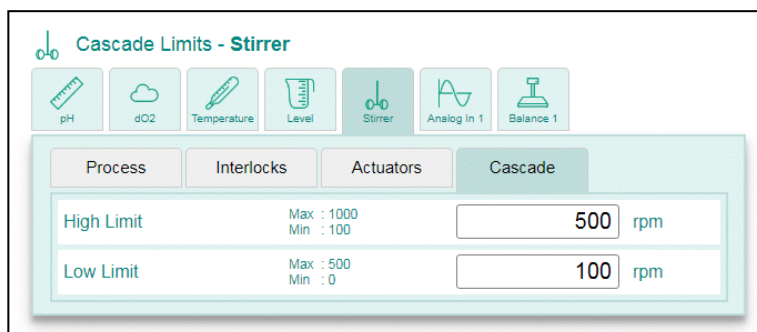 Cascade Limits - Stirrer
pH dO2 Temperature Level Stirrer Analog In 1 Balance 1
Process Interlocks Actuators Cascade
High Limit Max : 1000 500 rpm
Min : 100
Low Limit Max : 500 100 rpm
Min : 0